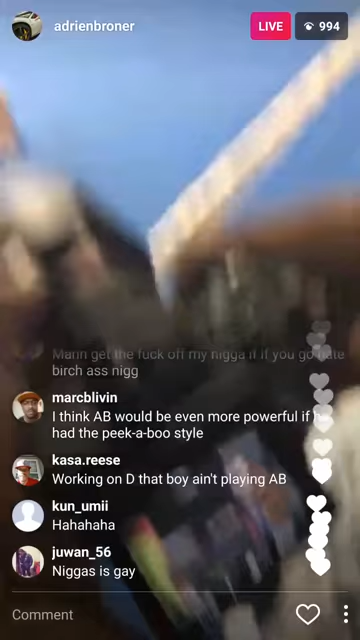 adrienbroner
LIVE
994
Mann get the fuck off my nigga if if you go hate
birch ass nigg
marcblivin
I think AB would be even more powerful if
had the peek-a-boo style
kasa.reese
Working on D that boy ain't playing AB
kun_umii
Hahahaha
juwan_56
Niggas is gay
Comment